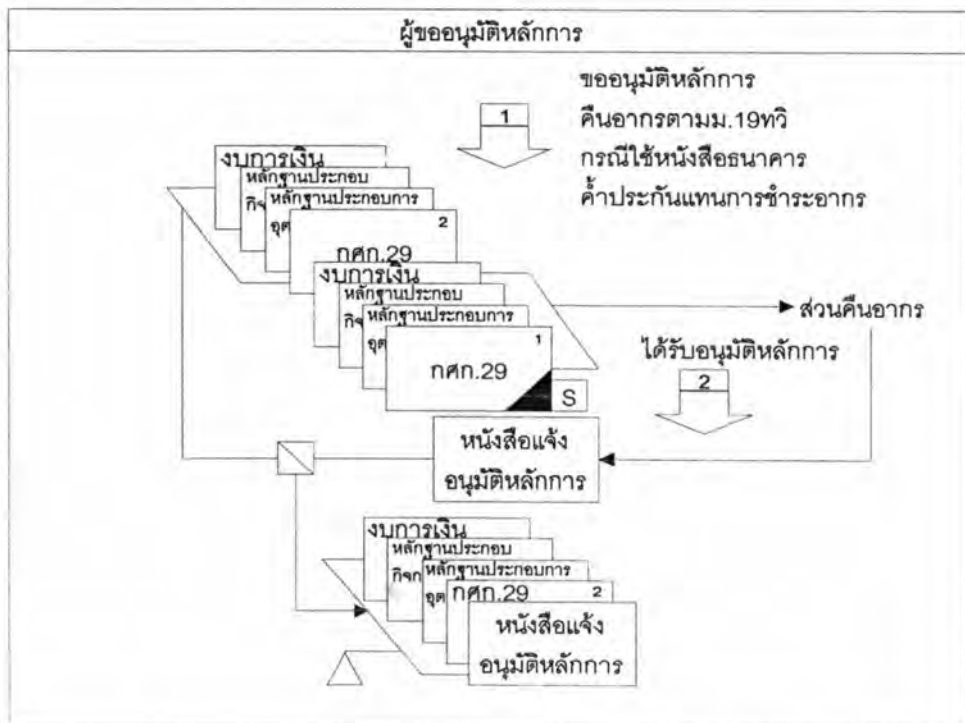 ผู้ขออนุมัติหลักการ
ขออนุมัติหลักการ
1
คืนอากรตามม.19ทวิ
กรณีใช้หนังสือธนาคาร
ค้ำประกันแทนการชำระอากร
งบการเงิน
หลักฐานประกอบ
กิจ
หลักฐานประกอบการ
อุต
2
กศก.29
งบการเงิน
หลักฐานประกอบ
กิจ
หลักฐานประกอบการ
อุต
1
กศก.29
S
ส่วนคืนอากร
ได้รับอนุมัติหลักการ
2
หนังสือแจ้ง
อนุมัติหลักการ
งบการเงิน
หลักฐานประกอบ
กิจก
หลักฐานประกอบการ
อุต
กศก.29
2
หนังสือแจ้ง
อนุมัติหลักการ